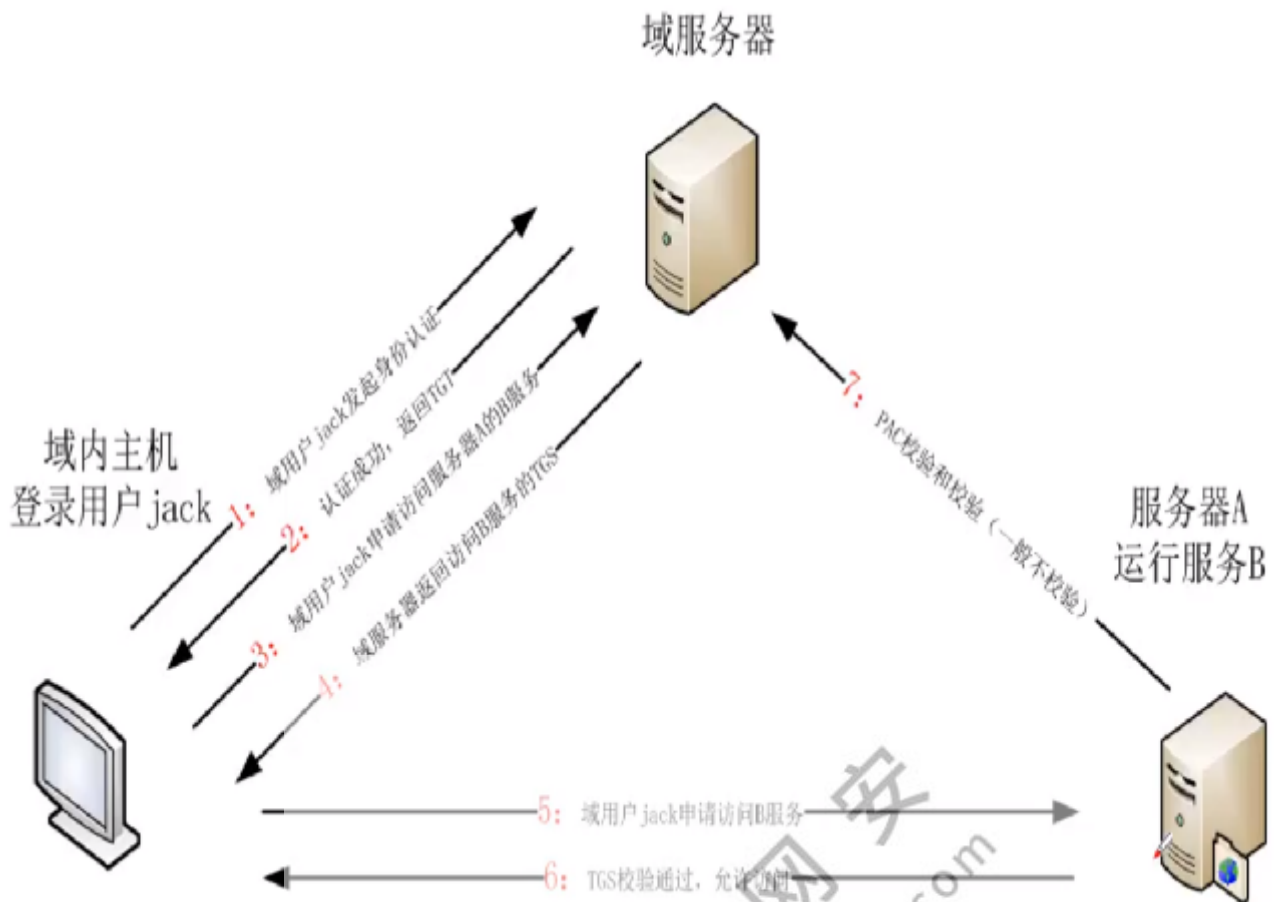 域服务器
域内主机
登录用户jack
1: 域用户jack发起身份认证
2: 认证成功，返回TGT
3: 域用户jack申请访问服务器A的B服务
4: 域服务器返回访问B服务的TGS
7: PAC校验和校验（一般不校验）
服务器A
运行服务B
5: 域用户jack申请访问B服务
6: TGS校验通过，允许访问
网安
com